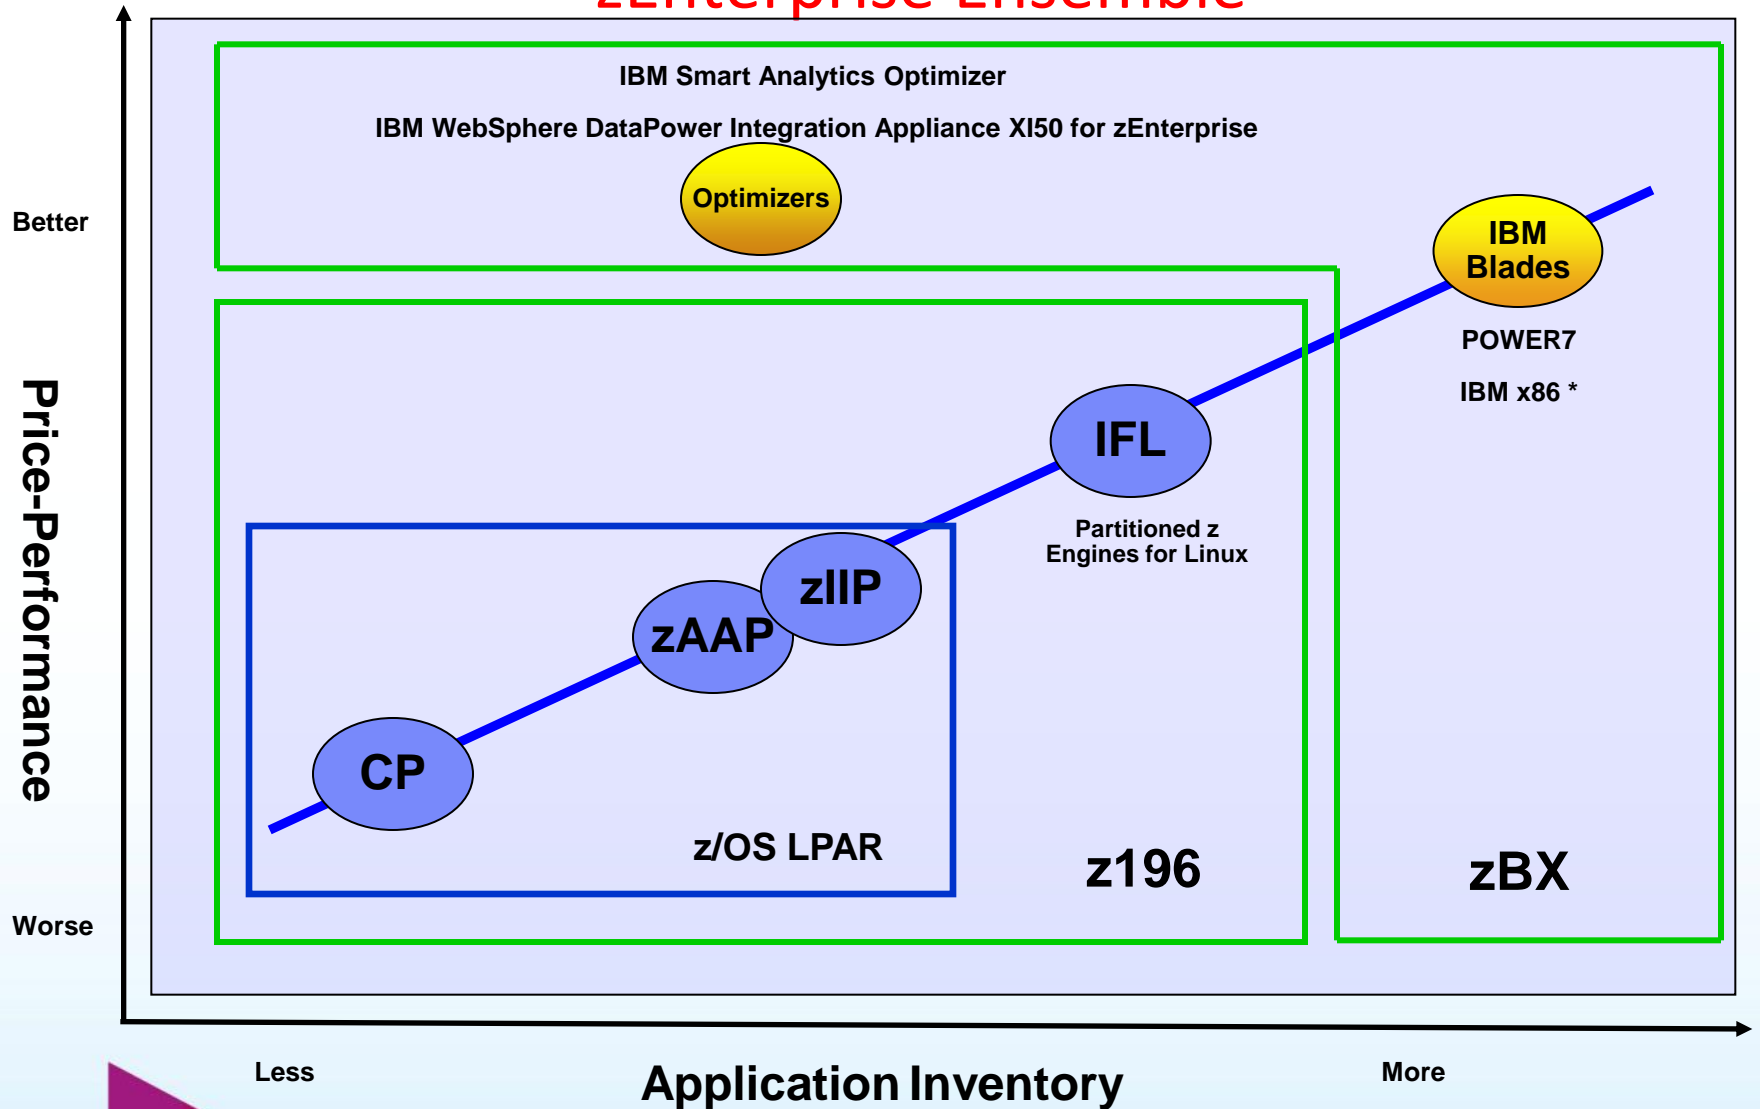 zEnterprise Ensemble
IBM Smart Analytics Optimizer
IBM WebSphere DataPower Integration Appliance XI50 for zEnterprise
Optimizers
Better
IBM
Blades
POWER7
IBM x86 *
IFL
Partitioned z
Engines for Linux
zIIP
zAAP
CP
Price-Performance
z/OS LPAR
z196
zBX
Worse
Less
Application Inventory
More